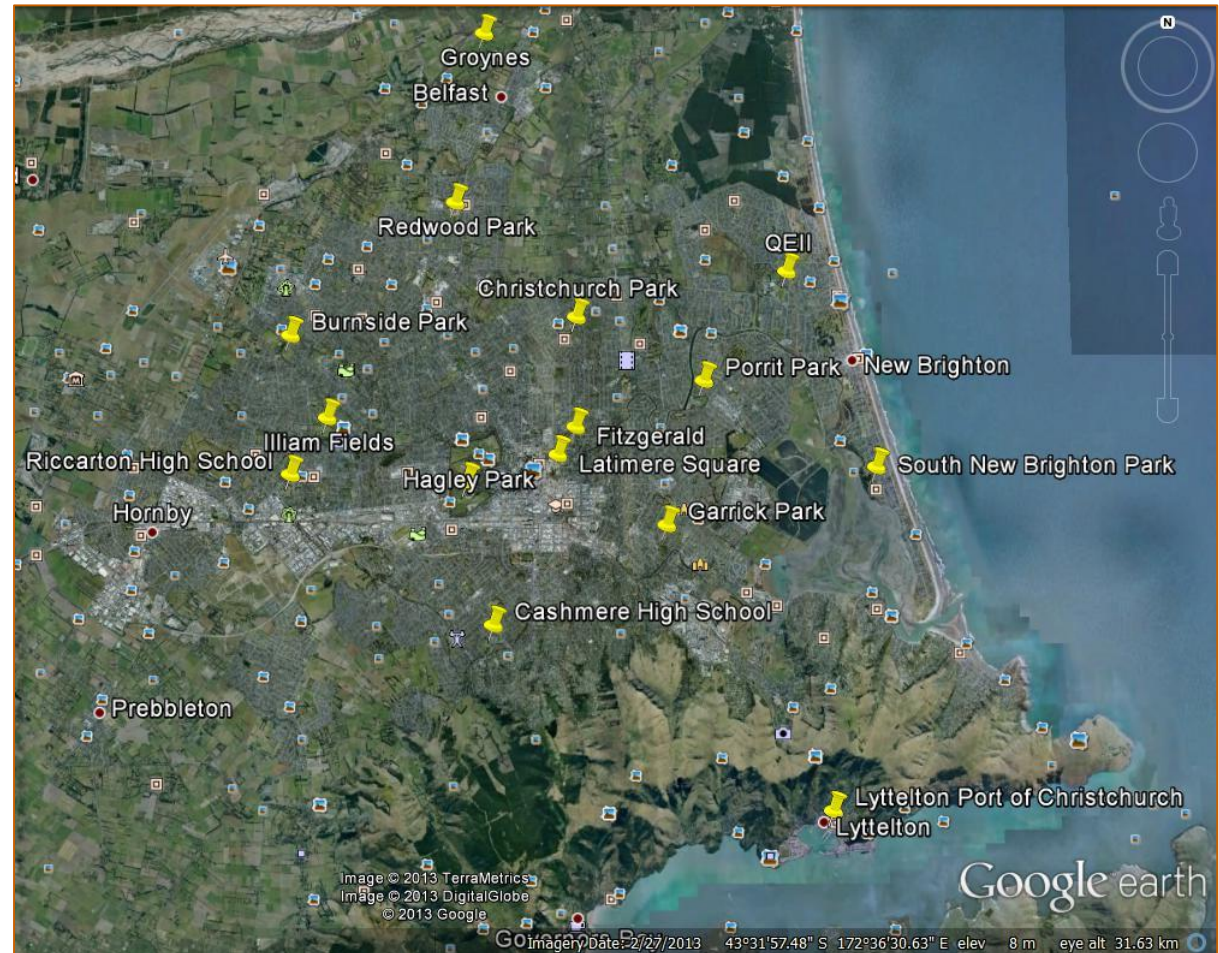 N
Groynes
Belfast
d
Redwood Park
QEII
Christchurch Park
Burnside Park
Porrit Park
New Brighton
Illiam Fields
Fitzgerald
Riccarton High School
Hagley Park
Latimere Square
South New Brighton Park
Hornby
Garrick Park
Cashmere High School
Prebbleton
Lyttelton Port of Christchurch
Lyttelton
Image © 2013 TerraMetrics
Image © 2013 DigitalGlobe
© 2013 Google
Google earth
Governors Bay
Imagery Date: 2/27/2013 43°31'57.48" S 172°36'30.63" E elev 8 m eye alt 31.63 km